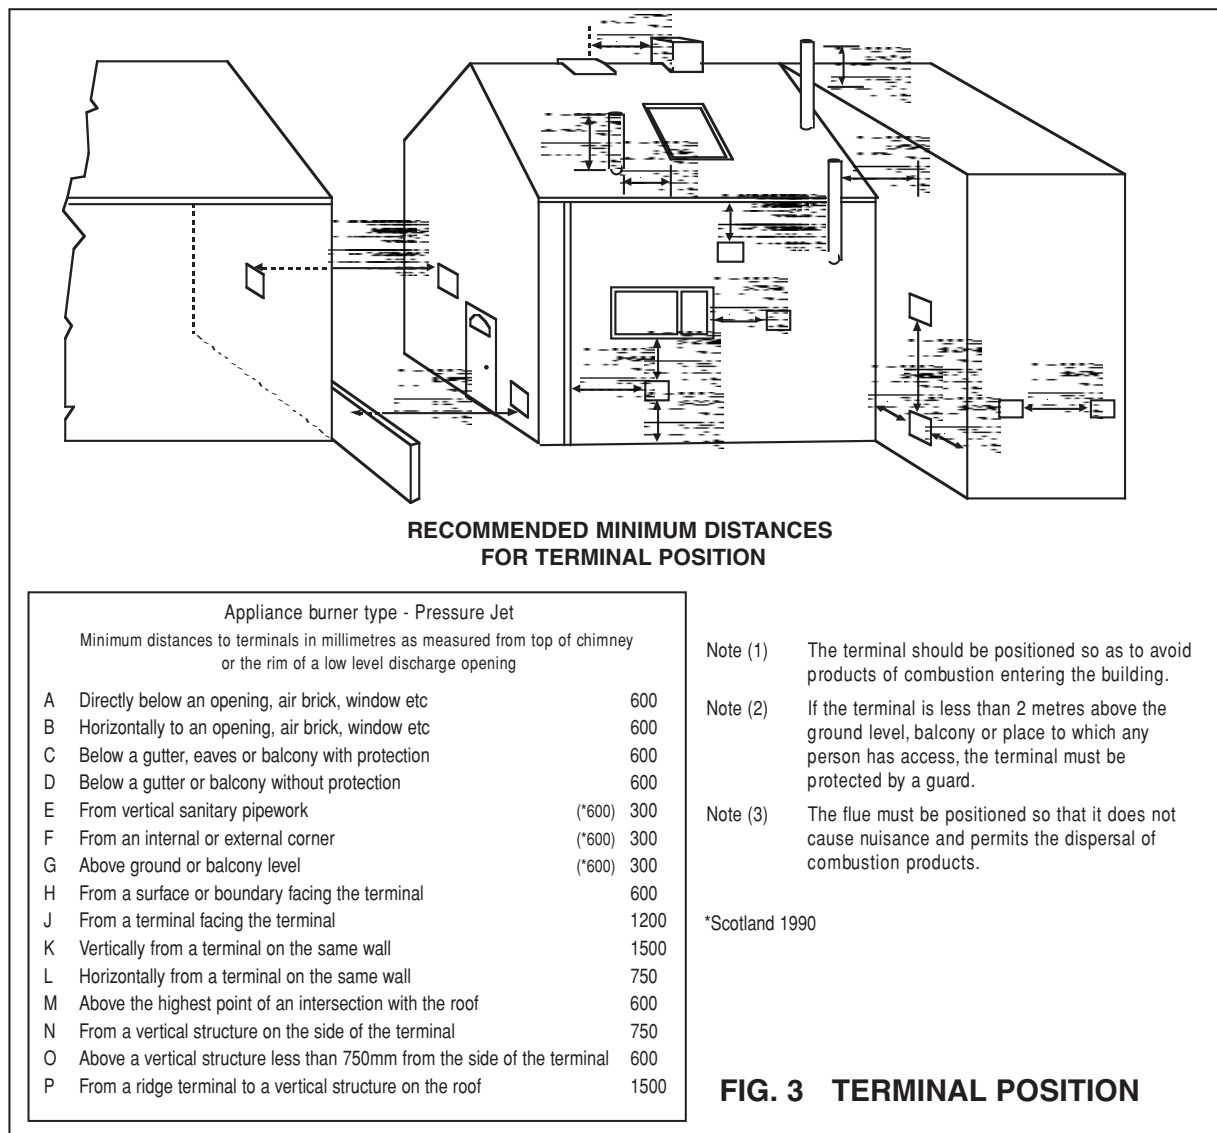 RECOMMENDED MINIMUM DISTANCES
FOR TERMINAL POSITION
Appliance burner type - Pressure Jet
Minimum distances to terminals in millimetres as measured from top of chimney
or the rim of a low level discharge opening
A Directly below an opening, air brick, window etc 600
B Horizontally to an opening, air brick, window etc 600
C Below a gutter, eaves or balcony with protection 600
D Below a gutter or balcony without protection 600
E From vertical sanitary pipework (*600) 300
F From an internal or external corner (*600) 300
G Above ground or balcony level (*600) 300
H From a surface or boundary facing the terminal 600
J From a terminal facing the terminal 1200
K Vertically from a terminal on the same wall 1500
L Horizontally from a terminal on the same wall 750
M Above the highest point of an intersection with the roof 600
N From a vertical structure on the side of the terminal 750
O Above a vertical structure less than 750mm from the side of the terminal 600
P From a ridge terminal to a vertical structure on the roof 1500
Note (1) The terminal should be positioned so as to avoid
products of combustion entering the building.
Note (2) If the terminal is less than 2 metres above the
ground level, balcony or place to which any
person has access, the terminal must be
protected by a guard.
Note (3) The flue must be positioned so that it does not
cause nuisance and permits the dispersal of
combustion products.
*Scotland 1990
FIG. 3 TERMINAL POSITION